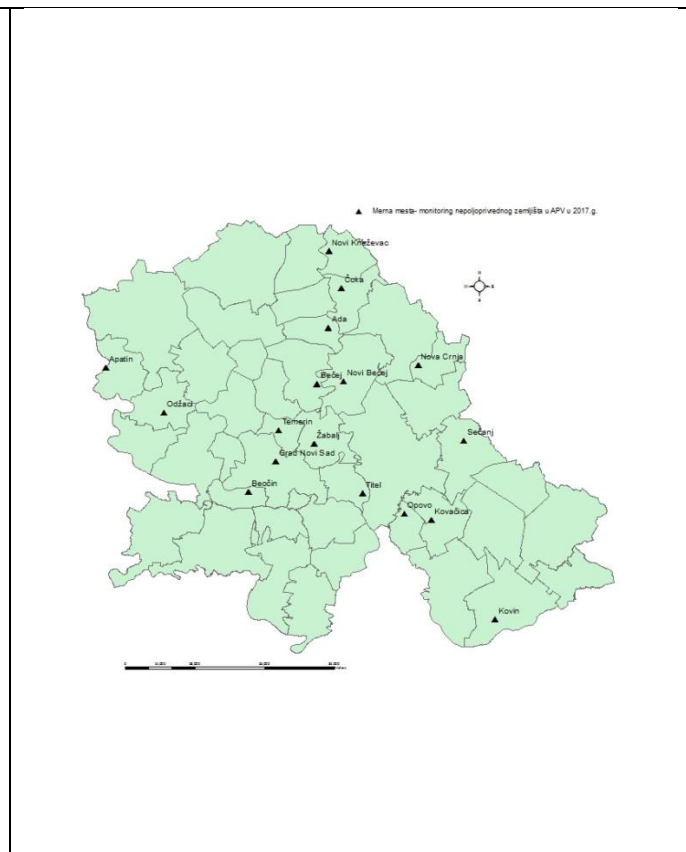 Merna mesta- monitoring nepoljoprivrednog zemljišta u APV u 2017.g.
Novi Kneževac
Čoka
Ada
Nova Crnja
Apatin
Bečej
Novi Bečej
Odžaci
Temerin
Žabalj
Sečanj
Grad Novi Sad
Beočin
Titel
Opovo
Kovačica
Kovin